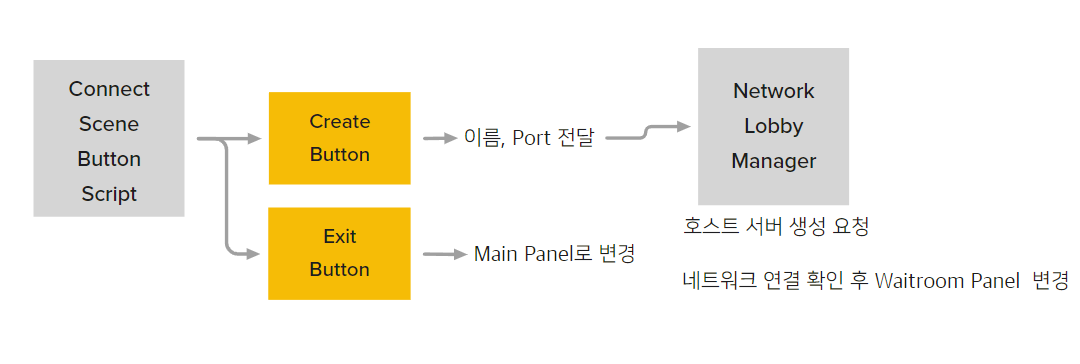 Connect
Scene
Button
Script
Create
Button
이름, Port 전달
Network
Lobby
Manager
호스트 서버 생성 요청
네트워크 연결 확인 후 Waitroom Panel 변경
Exit
Button
Main Panel로 변경